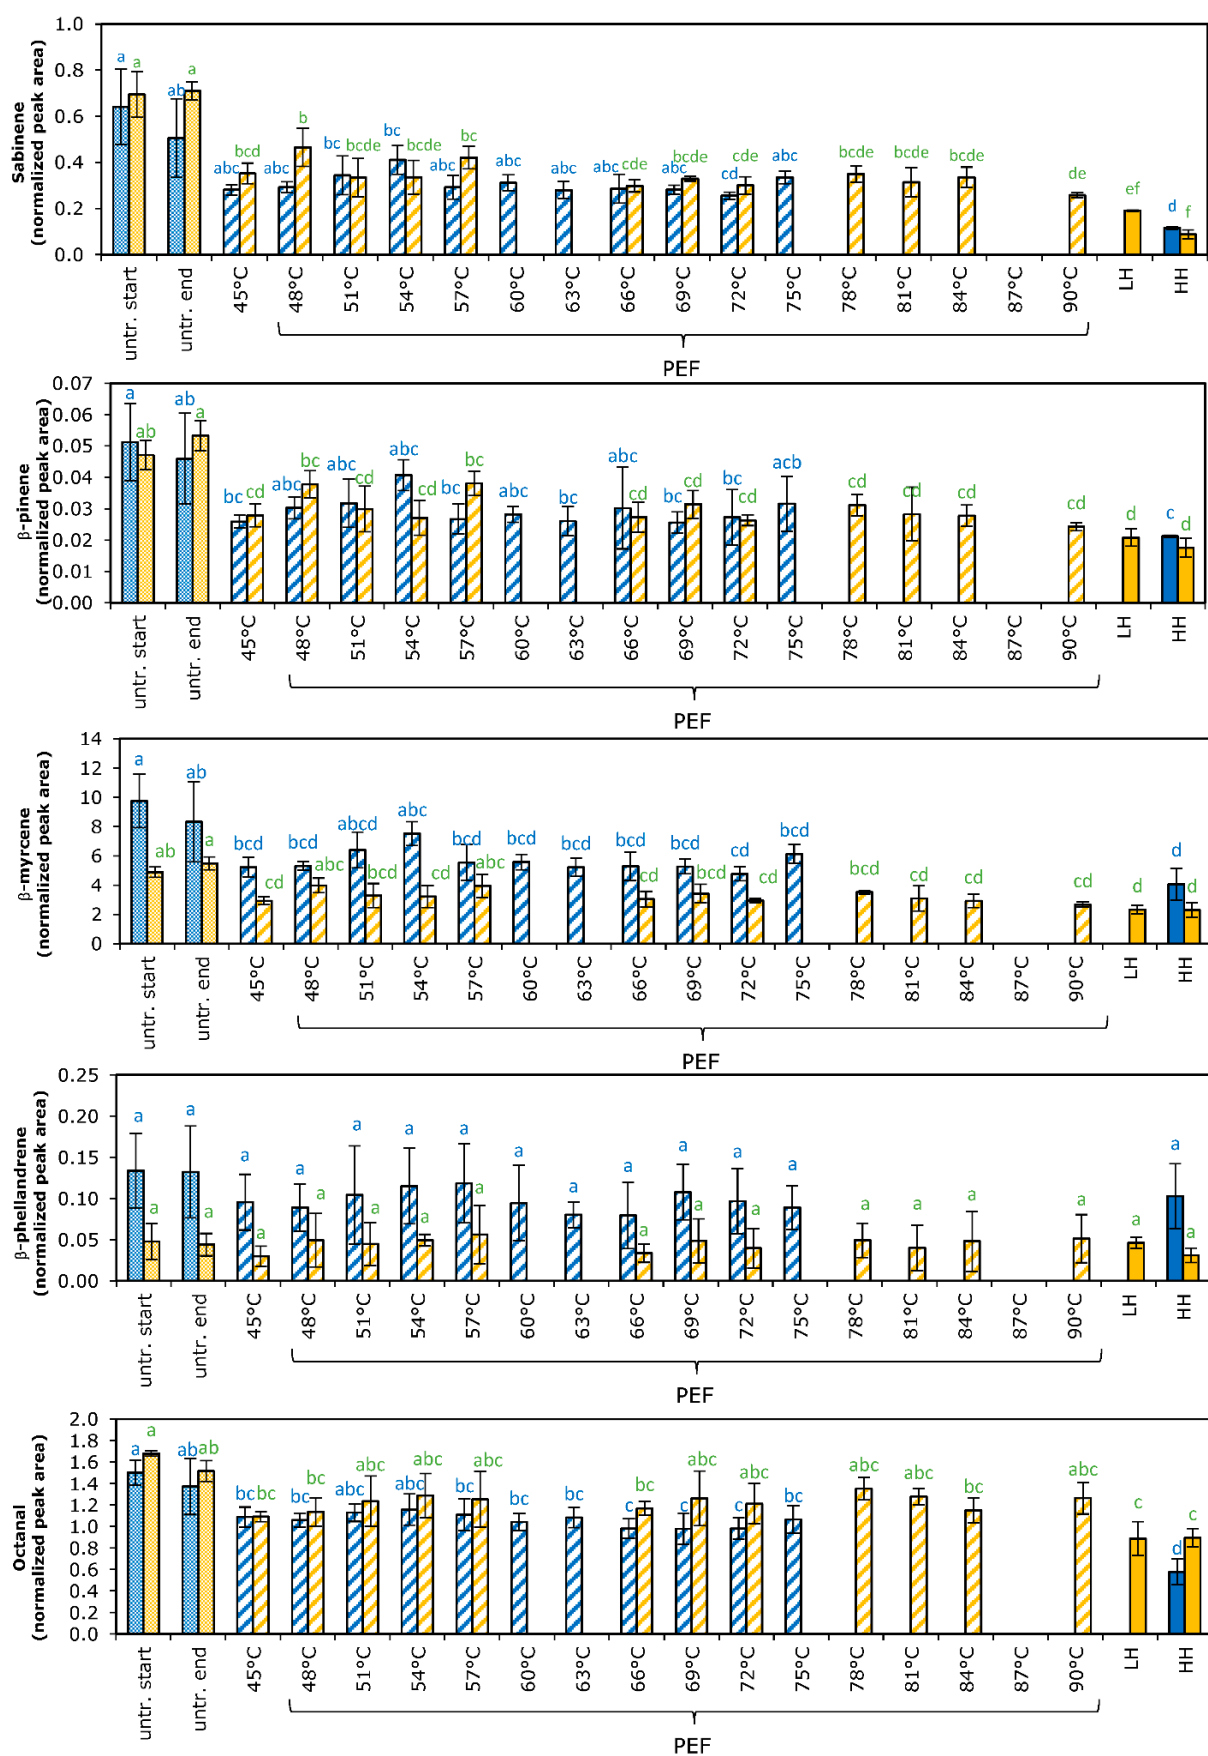 Sabinene
(normalized peak area)
1.0
0.8
0.6
0.4
0.2
0.0
a a ab a abc bcd abc b bc bcde bc bcde abc bc abc abc abc cde abc bcde cd cde abc bcde bcde bcde de ef d f
untr. start untr. end 45°C 48°C 51°C 54°C 57°C 60°C 63°C 66°C 69°C 72°C 75°C 78°C 81°C 84°C 87°C 90°C LH HH
PEF
β-pinene
(normalized peak area)
0.07
0.06
0.05
0.04
0.03
0.02
0.01
0.00
a ab ab a bc cd abc bc abc cd abc cd bc bc abc bc abc cd bc cd bc cd acb cd cd cd cd d c d
untr. start untr. end 45°C 48°C 51°C 54°C 57°C 60°C 63°C 66°C 69°C 72°C 75°C 78°C 81°C 84°C 87°C 90°C LH HH
PEF
β-myrcene
(normalized peak area)
14
12
10
8
6
4
2
0
a ab ab a bcd cd bcd abc abcd bcd abc cd bcd abc bcd bcd bcd cd bcd bcd cd cd bcd bcd cd cd cd d d d
untr. start untr. end 45°C 48°C 51°C 54°C 57°C 60°C 63°C 66°C 69°C 72°C 75°C 78°C 81°C 84°C 87°C 90°C LH HH
PEF
β-phellandrene
(normalized peak area)
0.25
0.20
0.15
0.10
0.05
0.00
a a a a a a a a a a a a a a a a a a a a a a a a a a a a a a
untr. start untr. end 45°C 48°C 51°C 54°C 57°C 60°C 63°C 66°C 69°C 72°C 75°C 78°C 81°C 84°C 87°C 90°C LH HH
PEF
Octanal
(normalized peak area)
2.0
1.8
1.6
1.4
1.2
1.0
0.8
0.6
0.4
0.2
0.0
a a ab ab bc bc bc bc abc abc abc abc bc abc bc bc c bc c abc c abc bc abc abc bc abc c d c
untr. start untr. end 45°C 48°C 51°C 54°C 57°C 60°C 63°C 66°C 69°C 72°C 75°C 78°C 81°C 84°C 87°C 90°C LH HH
PEF